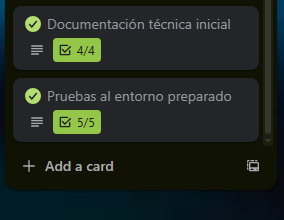 Documentación técnica inicial
4/4
Pruebas al entorno preparado
5/5
Add a card